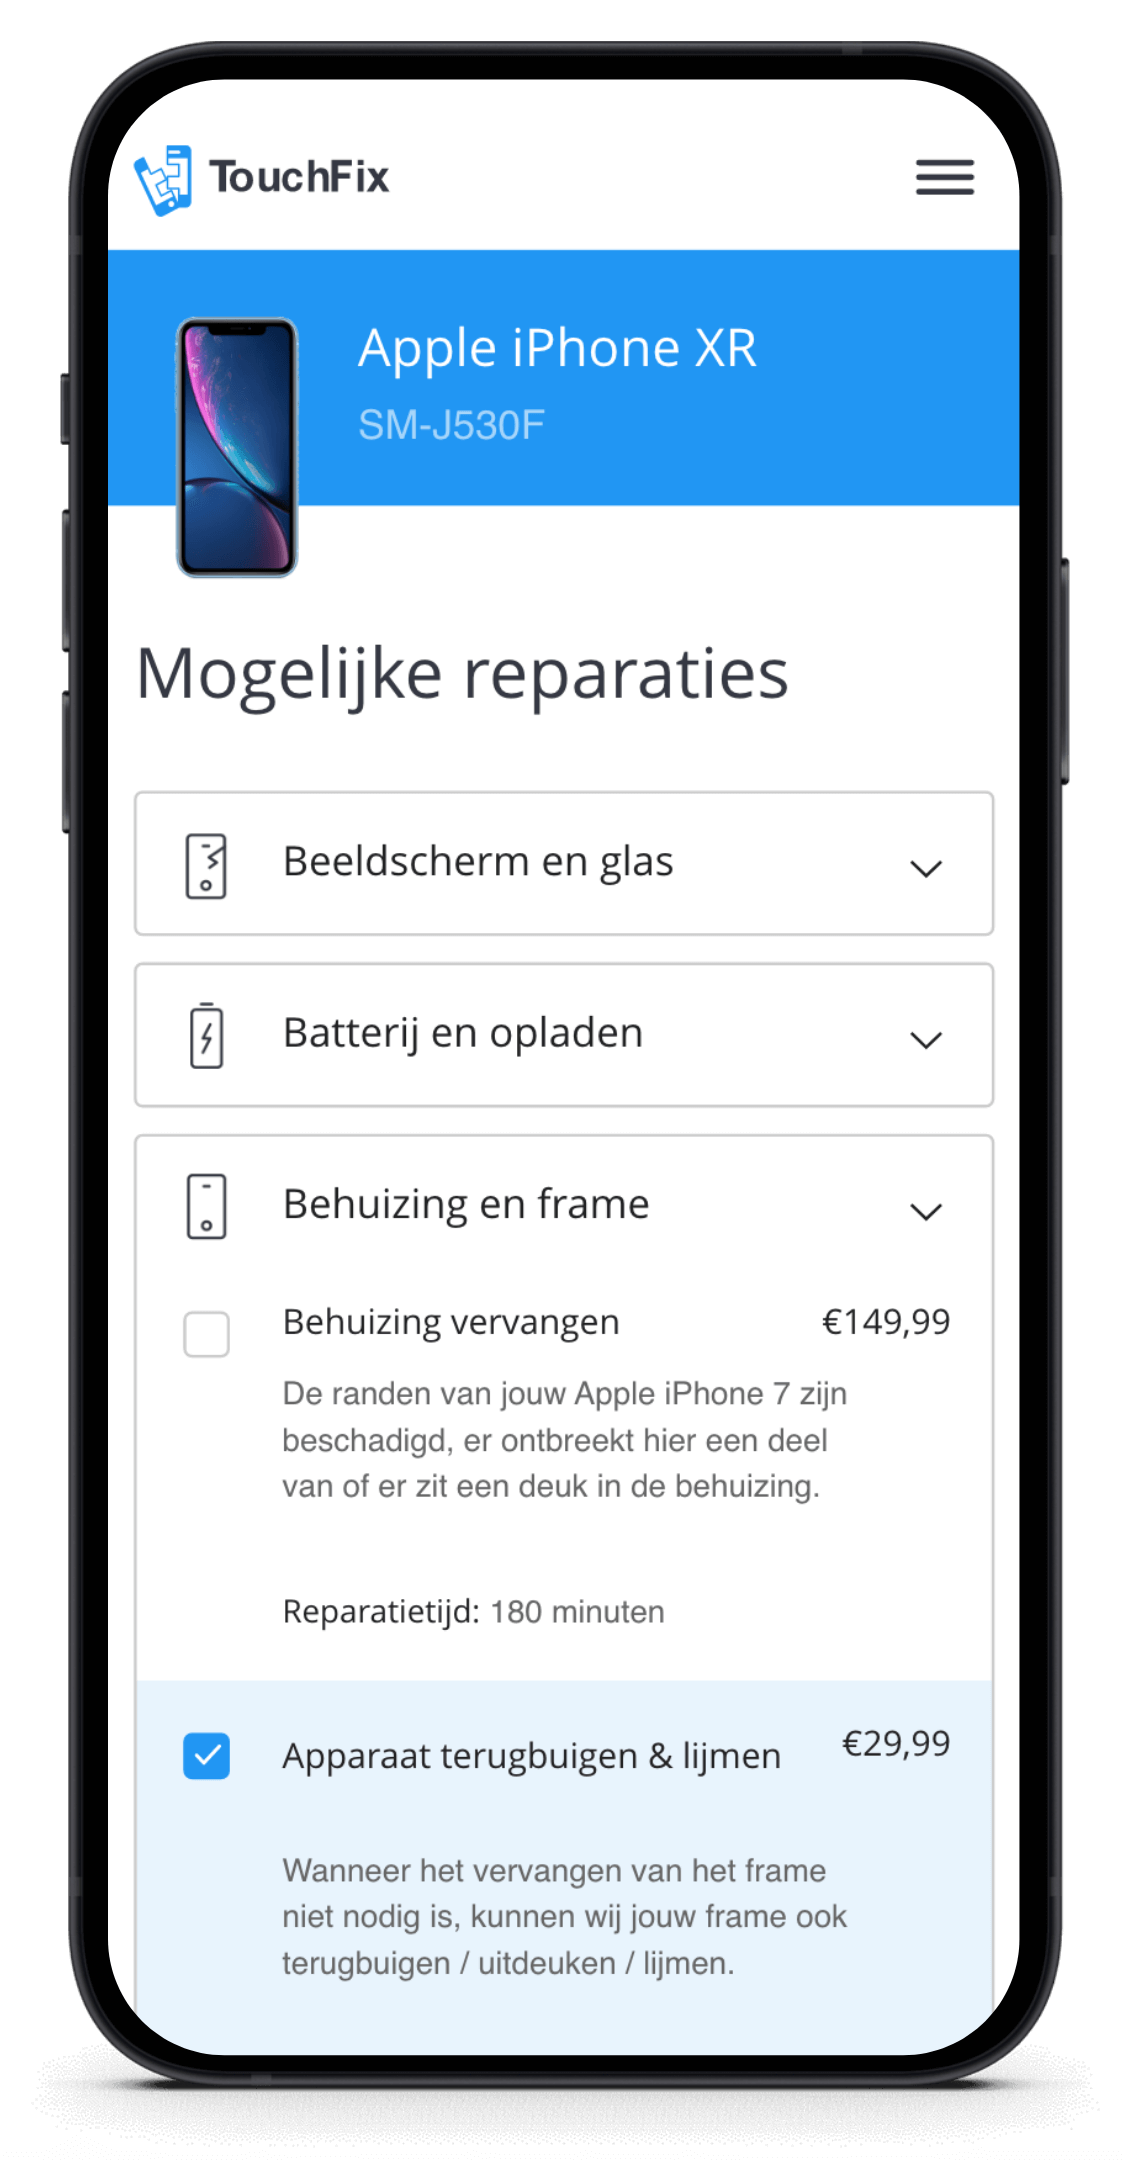 TouchFix
Apple iPhone XR
SM-J530F
Mogelijke reparaties
Beeldscherm en glas
Batterij en opladen
Behuizing en frame
Behuizing vervangen €149,99
De randen van jouw Apple iPhone 7 zijn
beschadigd, er ontbreekt hier een deel
van of er zit een deuk in de behuizing.
Reparatietijd: 180 minuten
Apparaat terugbuigen & lijmen €29,99
Wanneer het vervangen van het frame
niet nodig is, kunnen wij jouw frame ook
terugbuigen / uitdeuken / lijmen.